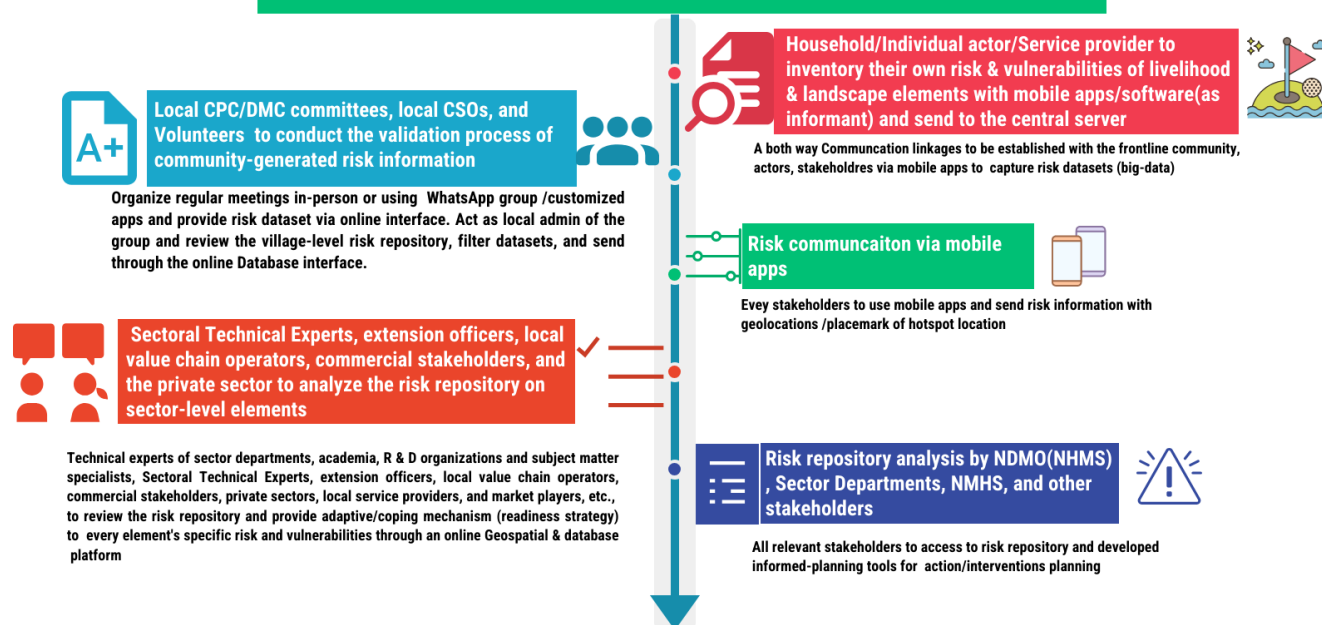 Household/Individual actor/Service provider to
inventory their own risk & vulnerabilities of livelihood
& landscape elements with mobile apps/software(as
informant) and send to the central server
A both way Communcation linkages to be established with the frontline community,
actors, stakeholdres via mobile apps to capture risk datasets (big-data)
A+
Local CPC/DMC committees, local CSOs, and
Volunteers to conduct the validation process of
community-generated risk information
Organize regular meetings in-person or using WhatsApp group /customized
apps and provide risk dataset via online interface. Act as local admin of the
group and review the village-level risk repository, filter datasets, and send
through the online Database interface.
Risk communcaiton via mobile
apps
Evey stakeholders to use mobile apps and send risk information with
geolocations /placemark of hotspot location
Sectoral Technical Experts, extension officers, local
value chain operators, commercial stakeholders, and
the private sector to analyze the risk repository on
sector-level elements
Technical experts of sector departments, academia, R & D organizations and subject matter
specialists, Sectoral Technical Experts, extension officers, local value chain operators,
commercial stakeholders, private sectors, local service providers, and market players, etc.,
to review the risk repository and provide adaptive/coping mechanism (readiness strategy)
to every element's specific risk and vulnerabilities through an online Geospatial & database
platform
Risk repository analysis by NDMO(NHMS)
, Sector Departments, NMHS, and other
stakeholders
All relevant stakeholders to access to risk repository and developed
informed-planning tools for action/interventions planning